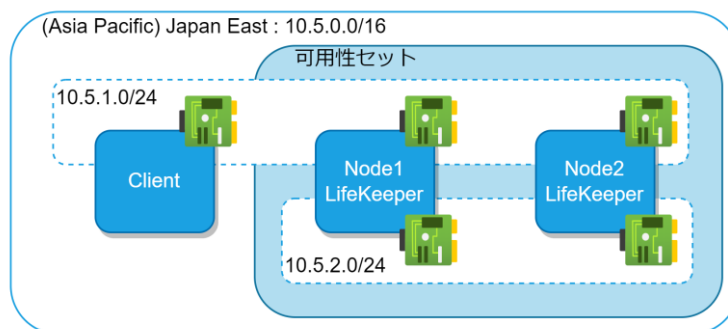 (Asia Pacific) Japan East : 10.5.0.0/16
可用性セット
10.5.1.0/24
Client
Node1
LifeKeeper
Node2
LifeKeeper
10.5.2.0/24